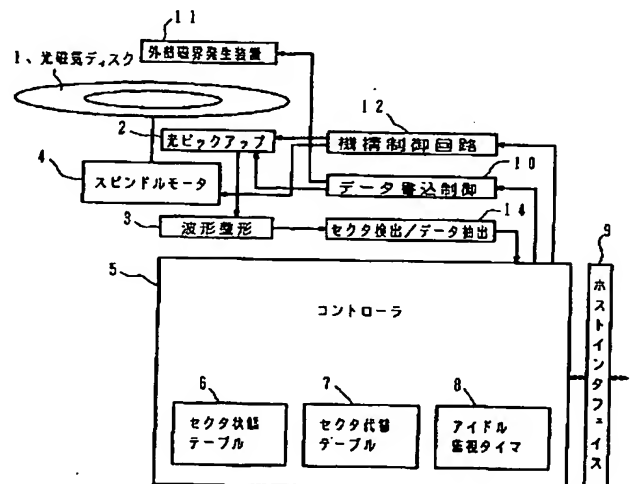 11
外部磁界発生装置
1、光磁気ディスク
2
光ピックアップ
12
機構制御回路
4
スピンドルモータ
10
データ書込制御
3
波形整形
14
セクタ検出/データ抽出
9
ホストインタフェイス
5
コントローラ
6
セクタ状態
テーブル
7
セクタ代替
テーブル
8
アイドル
監視タイマ